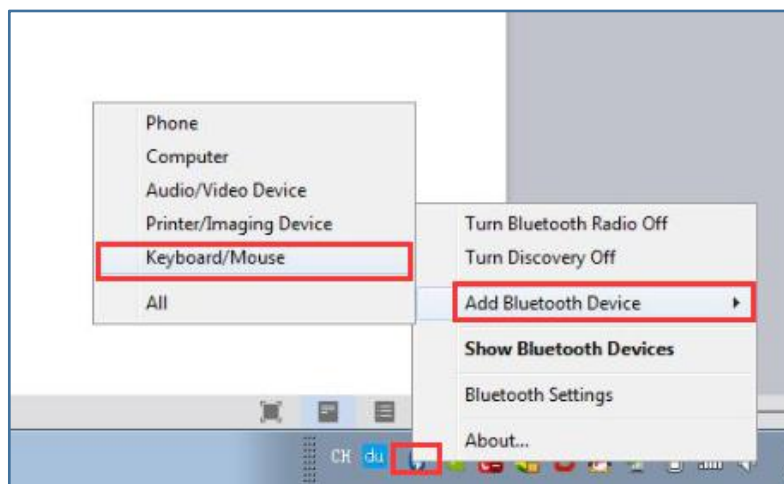 Phone
Computer
Audio/Video Device
Printer/Imaging Device
Keyboard/Mouse
All
Turn Bluetooth Radio Off
Turn Discovery Off
Add Bluetooth Device
Show Bluetooth Devices
Bluetooth Settings
About...
CH du